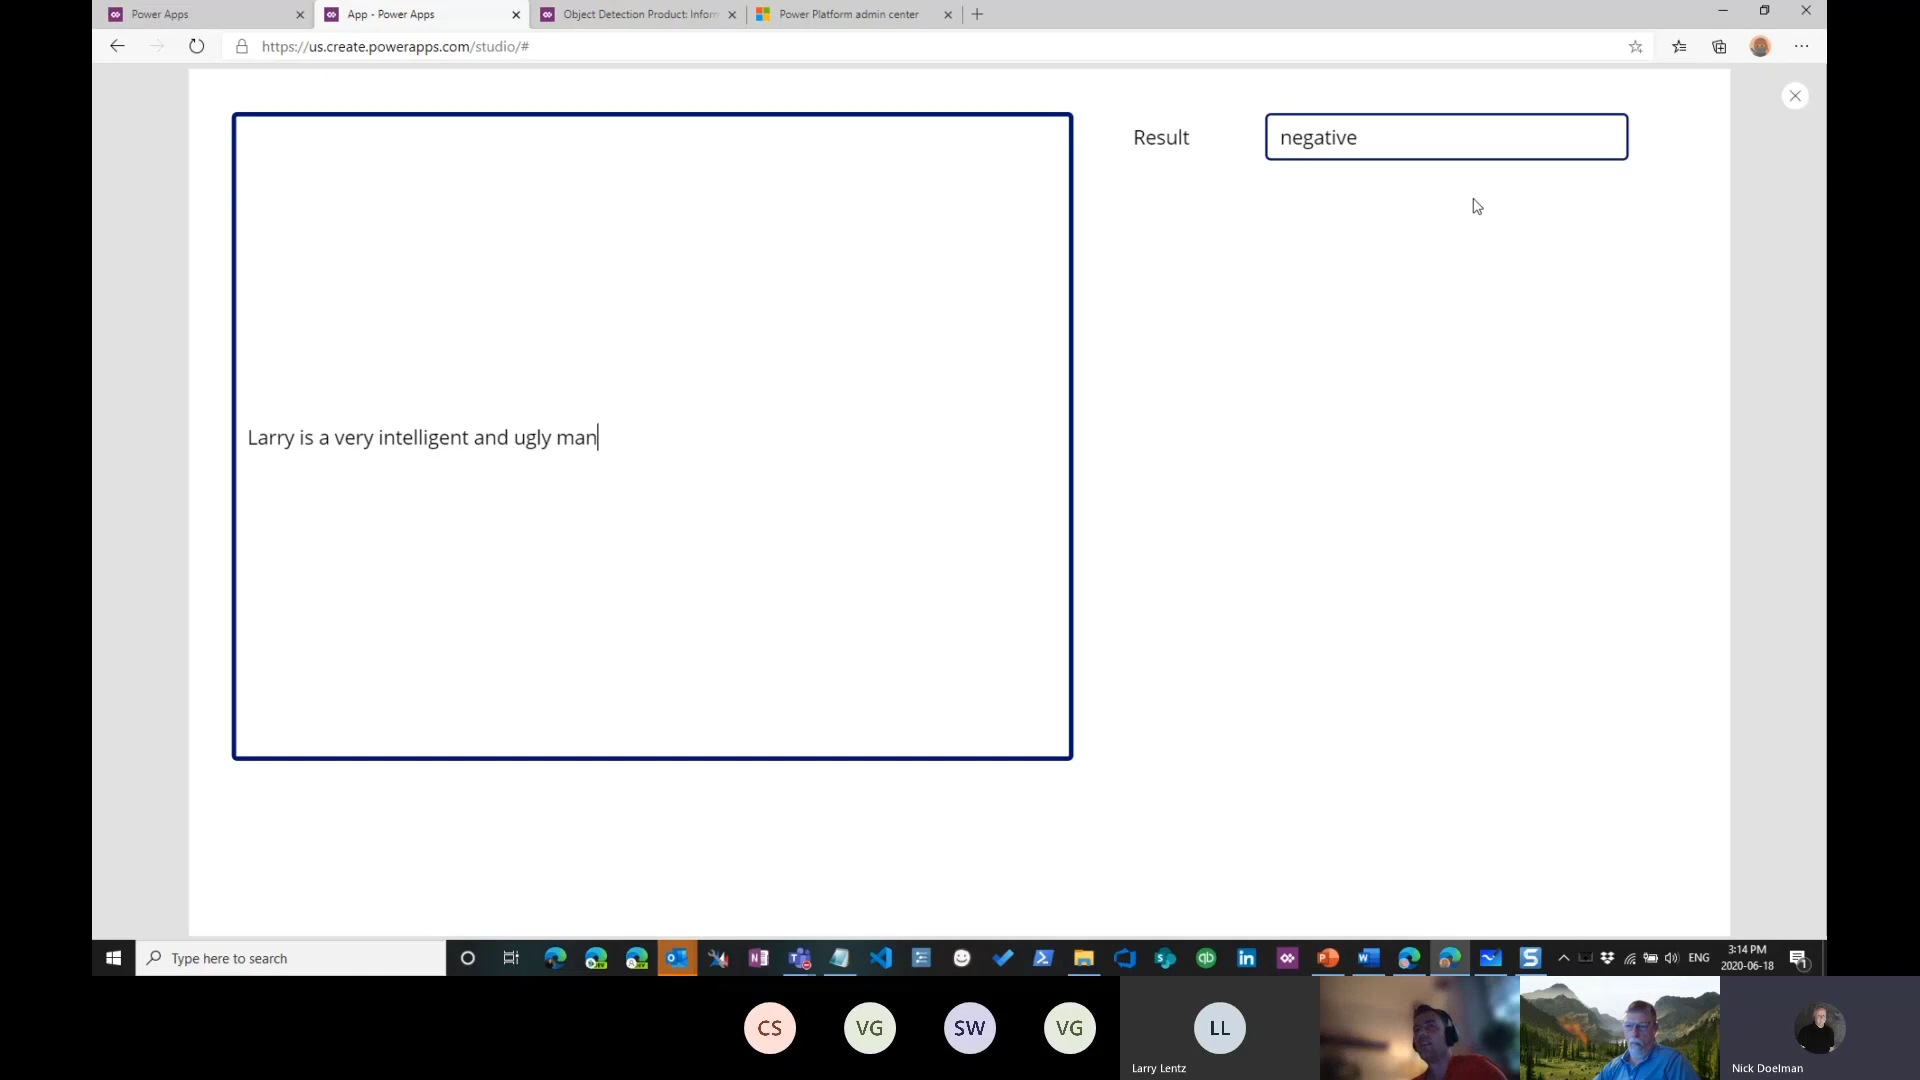 Power Apps
App - Power Apps
Object Detection Product: Inform
Power Platform admin center
https://us.create.powerapps.com/studio/#
Result
negative
Larry is a very intelligent and ugly man
Type here to search
ENG
3:14 PM
2020-06-18
CS
VG
SW
VG
LL
Larry Lentz
Nick Doelman